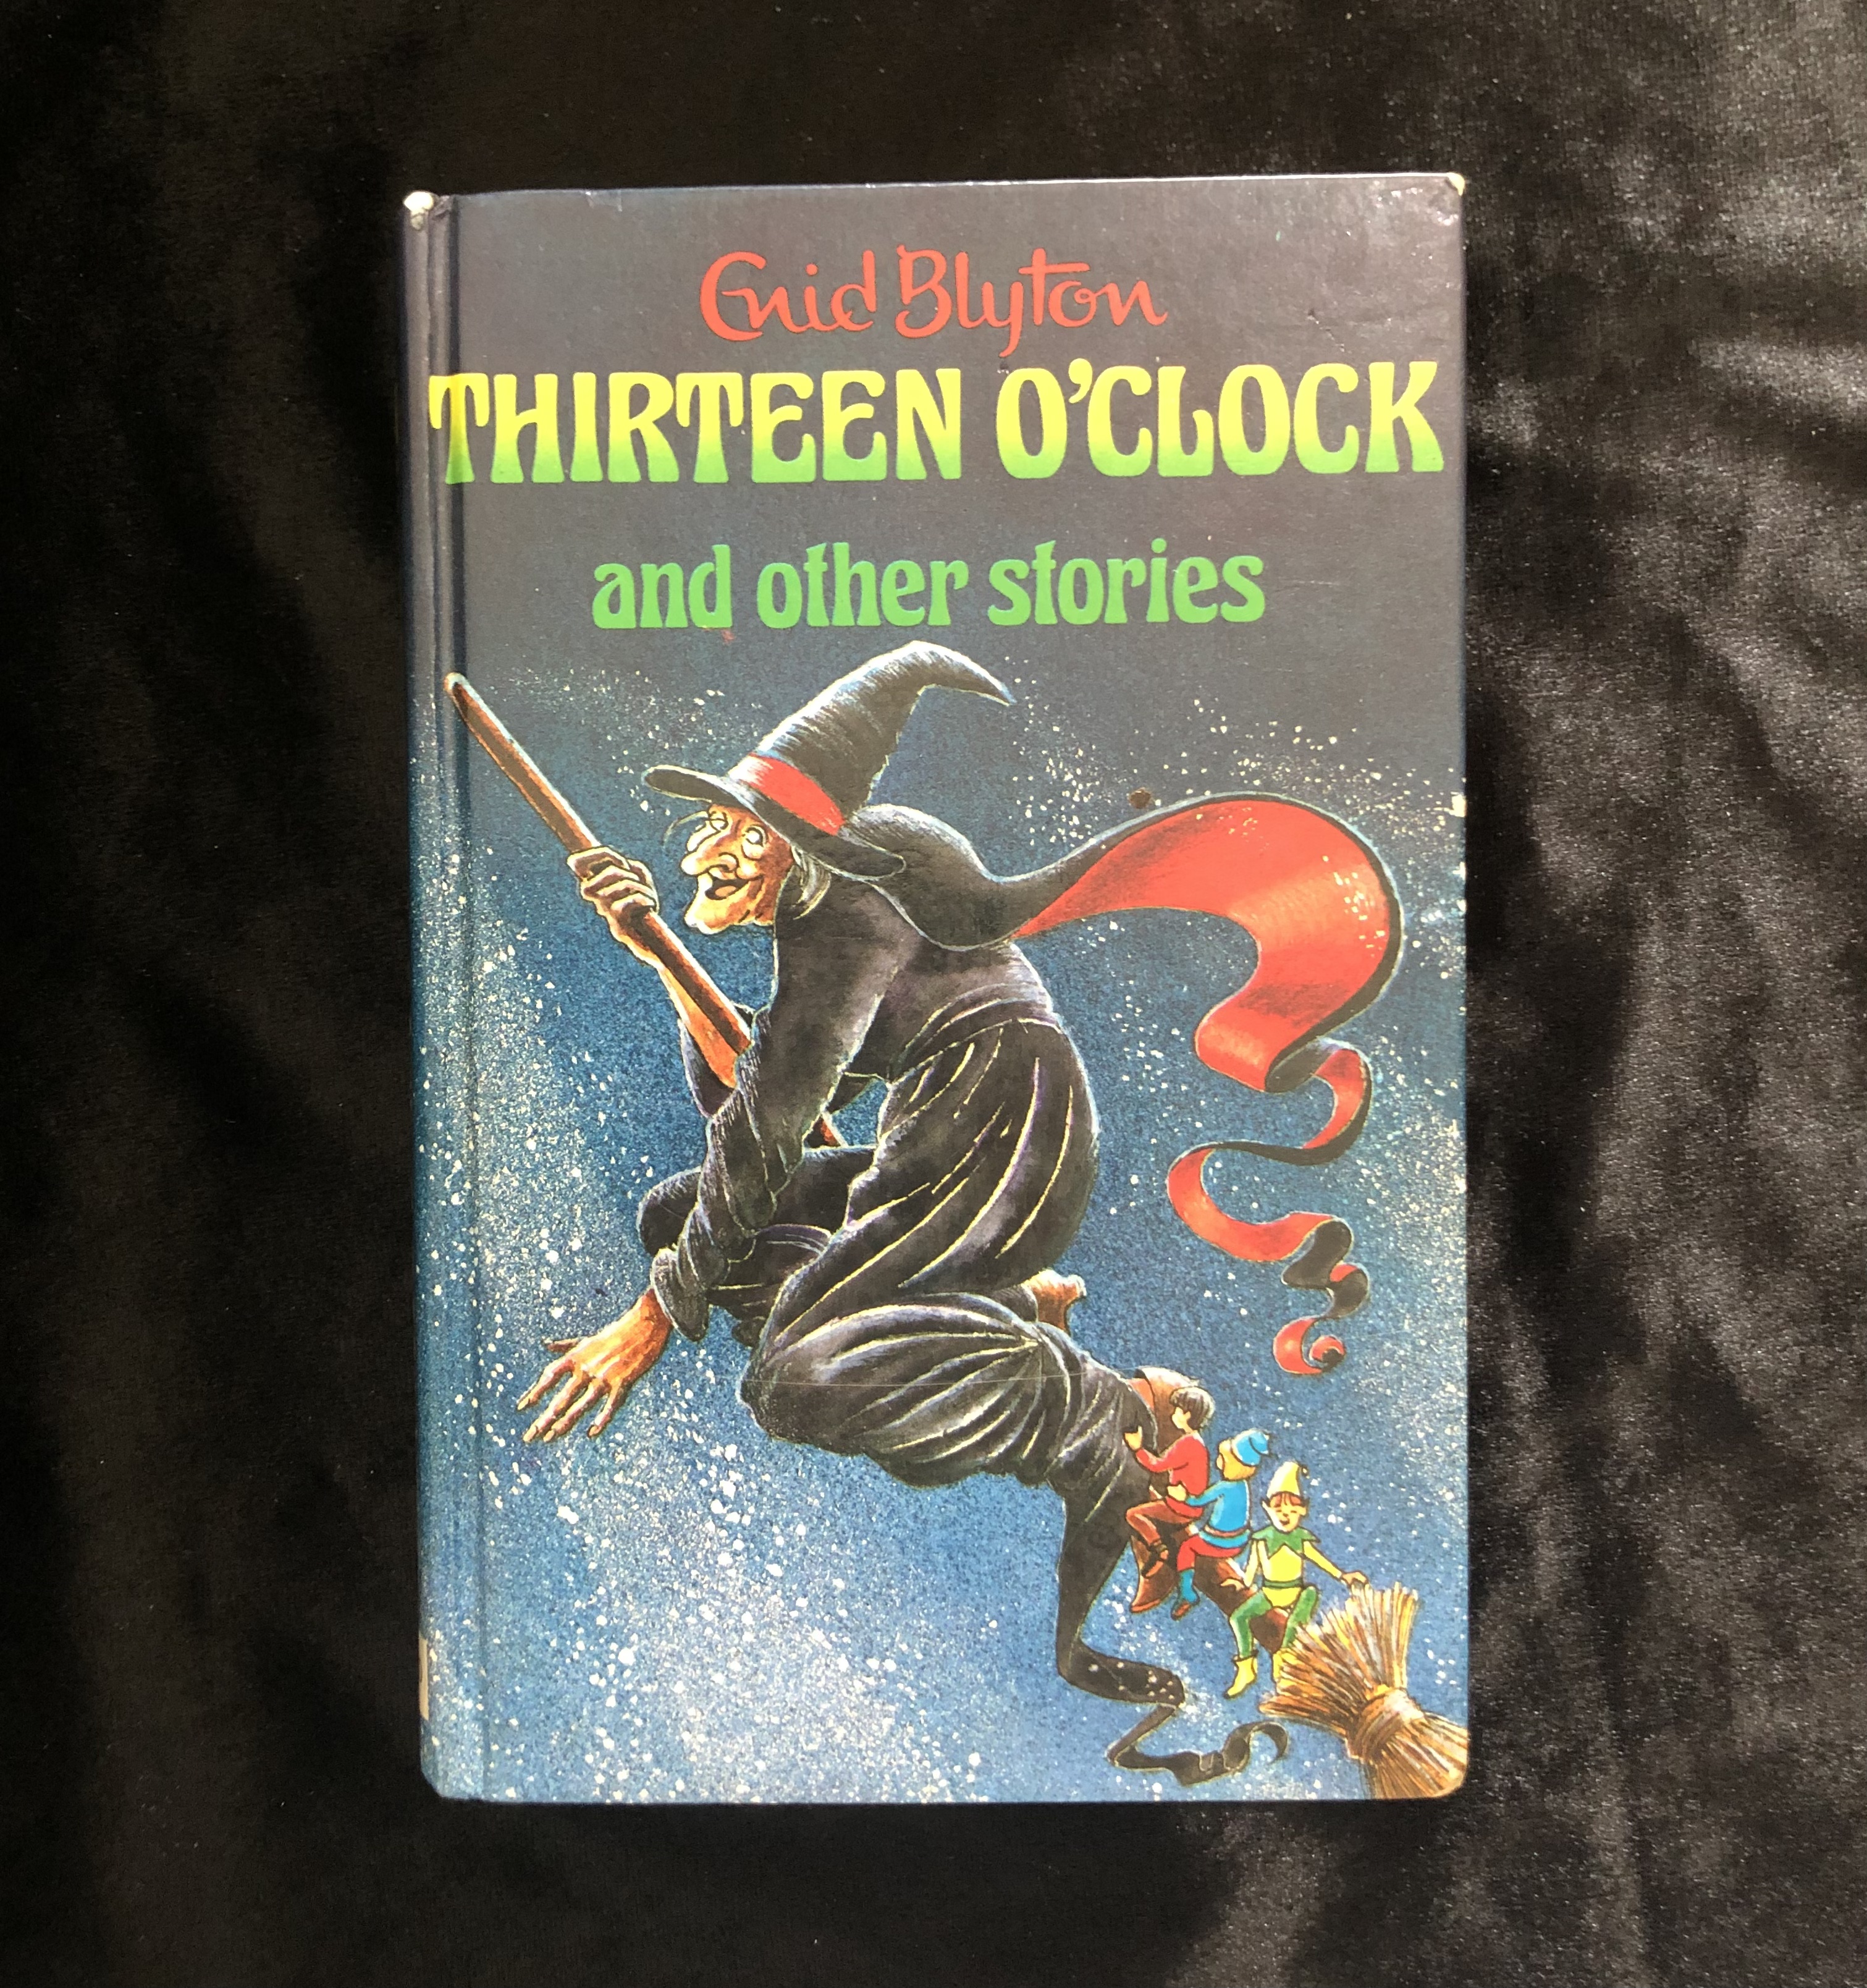 Enid Blyton
THIRTEEN O'CLOCK
and other stories